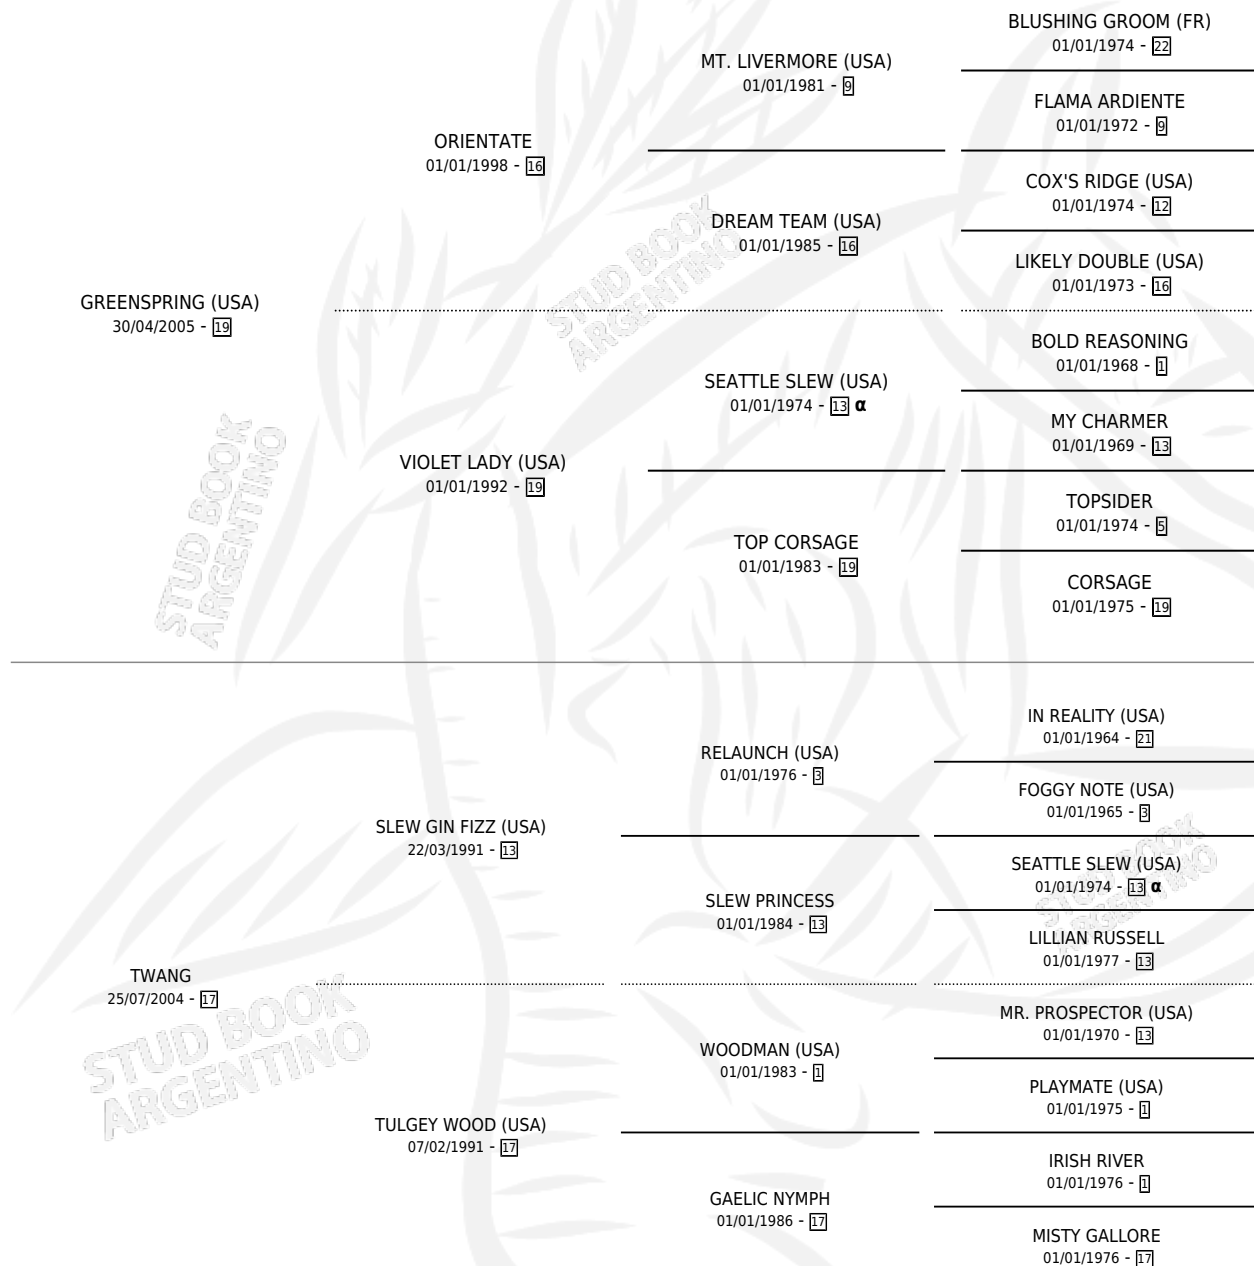 BLUSHING GROOM (FR)
01/01/1974 - 22
MT. LIVERMORE (USA)
01/01/1981 - 9
FLAMA ARDIENTE
01/01/1972 - 9
ORIENTATE
01/01/1998 - 16
COX'S RIDGE (USA)
01/01/1974 - 12
DREAM TEAM (USA)
01/01/1985 - 16
LIKELY DOUBLE (USA)
01/01/1973 - 16
GREENSPRING (USA)
30/04/2005 - 19
BOLD REASONING
01/01/1968 - 1
SEATTLE SLEW (USA)
01/01/1974 - 13 α
MY CHARMER
01/01/1969 - 13
VIOLET LADY (USA)
01/01/1992 - 19
TOPSIDER
01/01/1974 - 5
TOP CORSAGE
01/01/1983 - 19
CORSAGE
01/01/1975 - 19
STUD BOOK
ARGENTINO
STUD BOOK
ARGENTINO
IN REALITY (USA)
01/01/1964 - 21
RELAUNCH (USA)
01/01/1976 - 3
FOGGY NOTE (USA)
01/01/1965 - 3
SLEW GIN FIZZ (USA)
22/03/1991 - 13
SEATTLE SLEW (USA)
01/01/1974 - 13 α
SLEW PRINCESS
01/01/1984 - 13
LILLIAN RUSSELL
01/01/1977 - 13
TWANG
25/07/2004 - 17
MR. PROSPECTOR (USA)
01/01/1970 - 13
WOODMAN (USA)
01/01/1983 - 1
PLAYMATE (USA)
01/01/1975 - 1
TULGEY WOOD (USA)
07/02/1991 - 17
IRISH RIVER
01/01/1976 - 1
GAELIC NYMPH
01/01/1986 - 17
MISTY GALLORE
01/01/1976 - 17
STUD BOOK
ARGENTINO
STUD BOOK
ARGENTINO